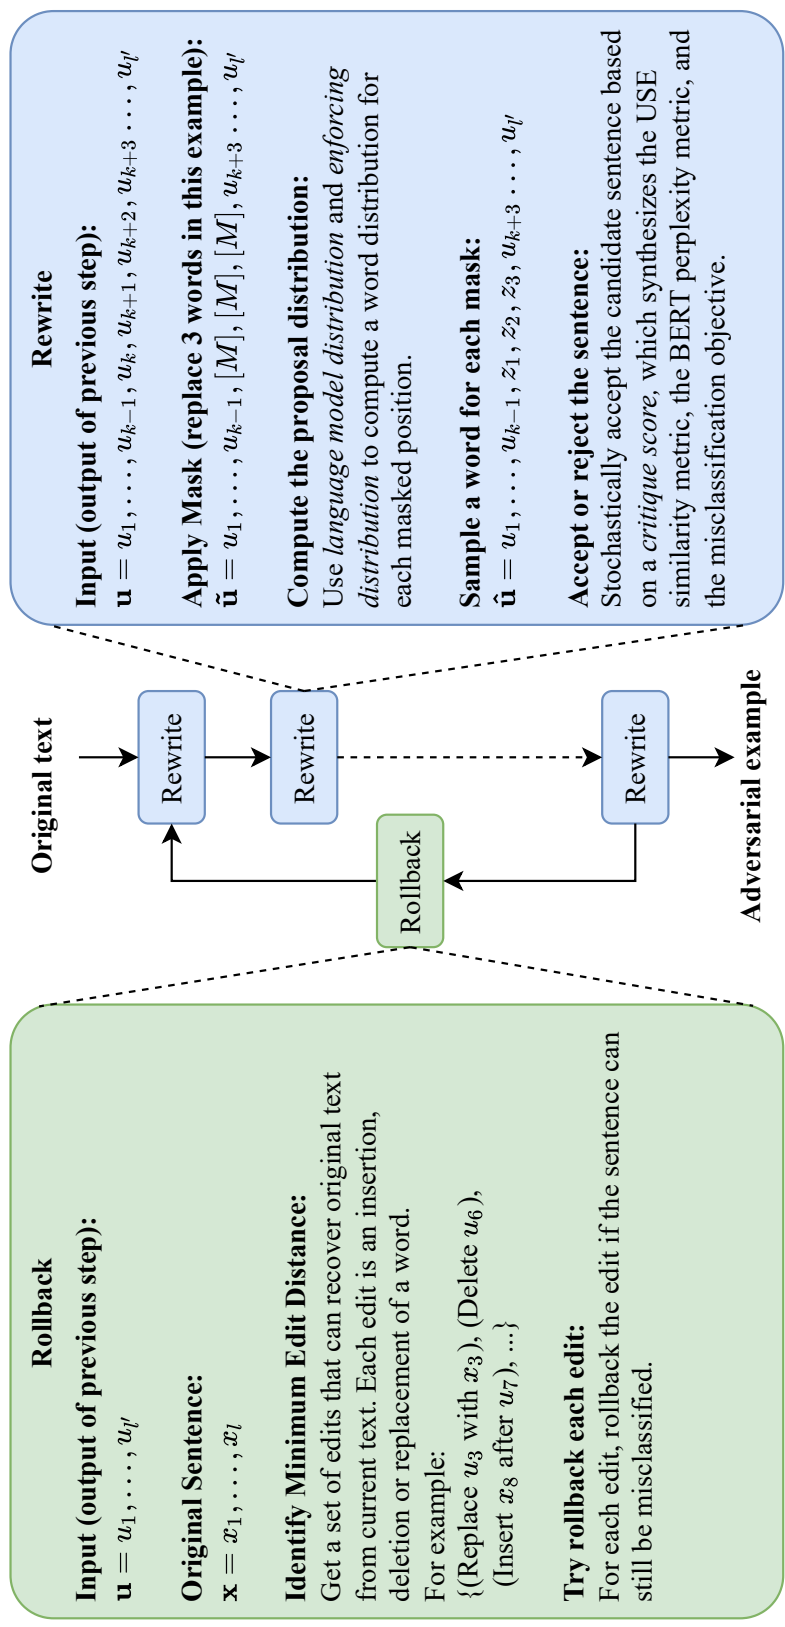 Rollback
Input (output of previous step):
u = u_1, ..., u_{l'}
Original Sentence:
x = x_1, ..., x_l
Identify Minimum Edit Distance:
Get a set of edits that can recover original text
from current text. Each edit is an insertion,
deletion or replacement of a word.
For example:
{(Replace u_3 with x_3), (Delete u_6),
(Insert x_8 after u_7), ...}
Try rollback each edit:
For each edit, rollback the edit if the sentence can
still be misclassified.
Original text
Rewrite
Rewrite
Rollback
Rewrite
Adversarial example
Rewrite
Input (output of previous step):
u = u_1, ..., u_{k-1}, u_k, u_{k+1}, u_{k+2}, u_{k+3} ..., u_{l'}
Apply Mask (replace 3 words in this example):
ũ = u_1, ..., u_{k-1}, [M], [M], [M], u_{k+3} ..., u_{l'}
Compute the proposal distribution:
Use language model distribution and enforcing
distribution to compute a word distribution for
each masked position.
Sample a word for each mask:
û = u_1, ..., u_{k-1}, z_1, z_2, z_3, u_{k+3} ..., u_{l'}
Accept or reject the sentence:
Stochastically accept the candidate sentence based
on a critique score, which synthesizes the USE
similarity metric, the BERT perplexity metric, and
the misclassification objective.